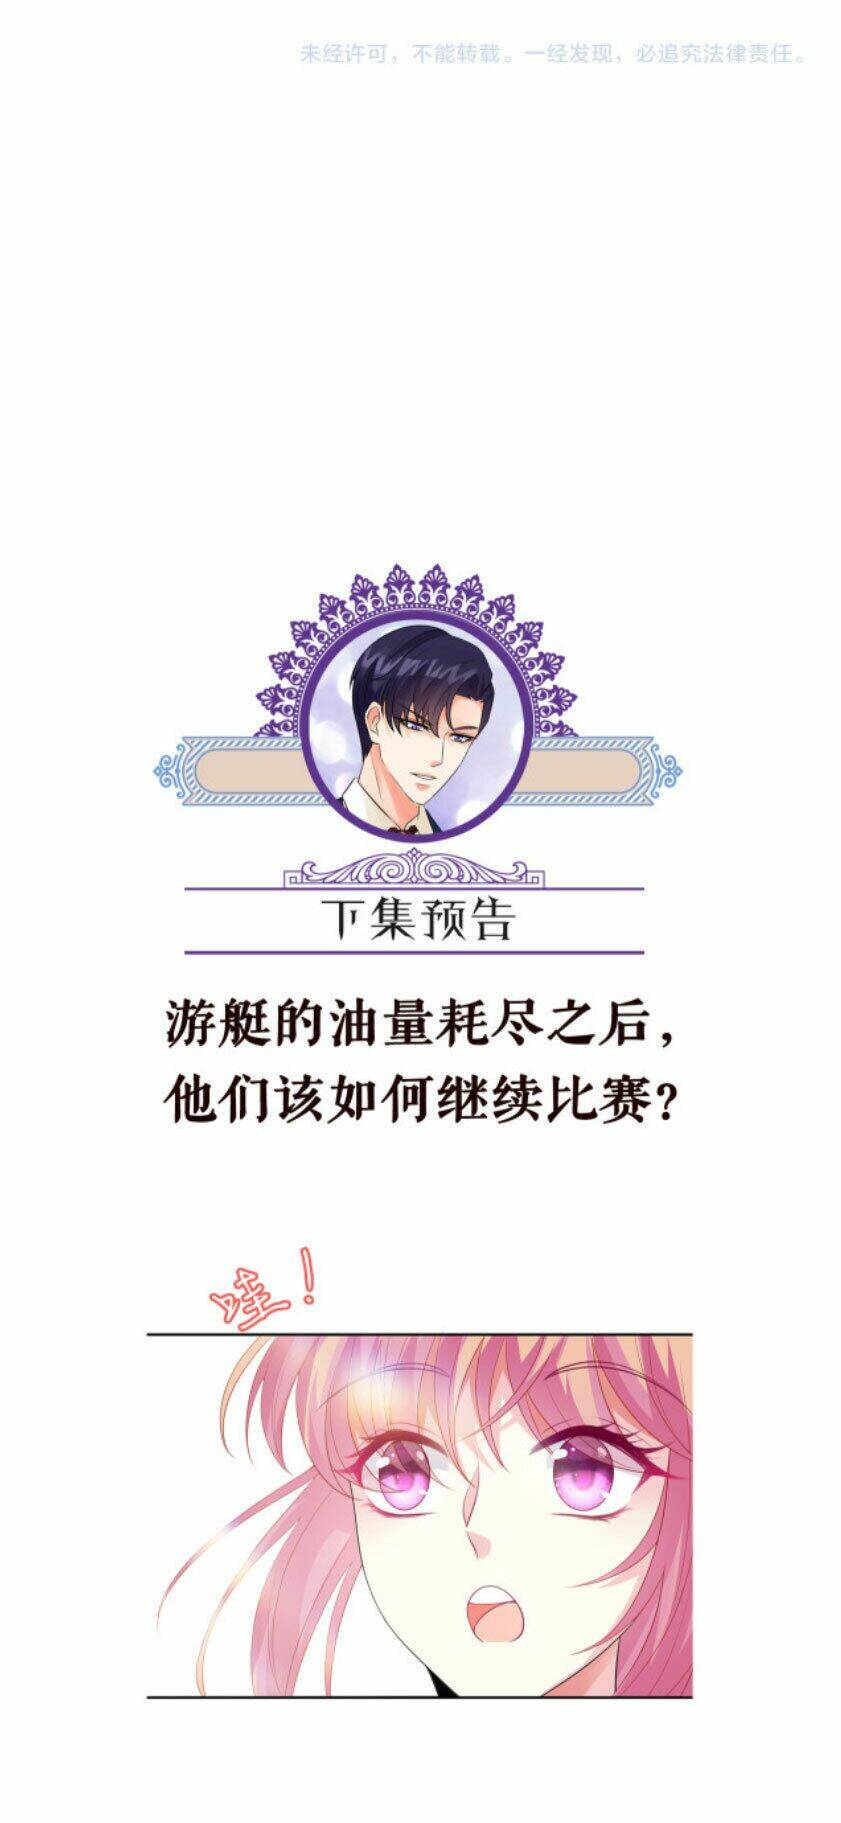 未经许可，不能转载。一经发现，必追究法律责任。
下集预告
游艇的油量耗尽之后，
他们该如何继续比赛？
哇！